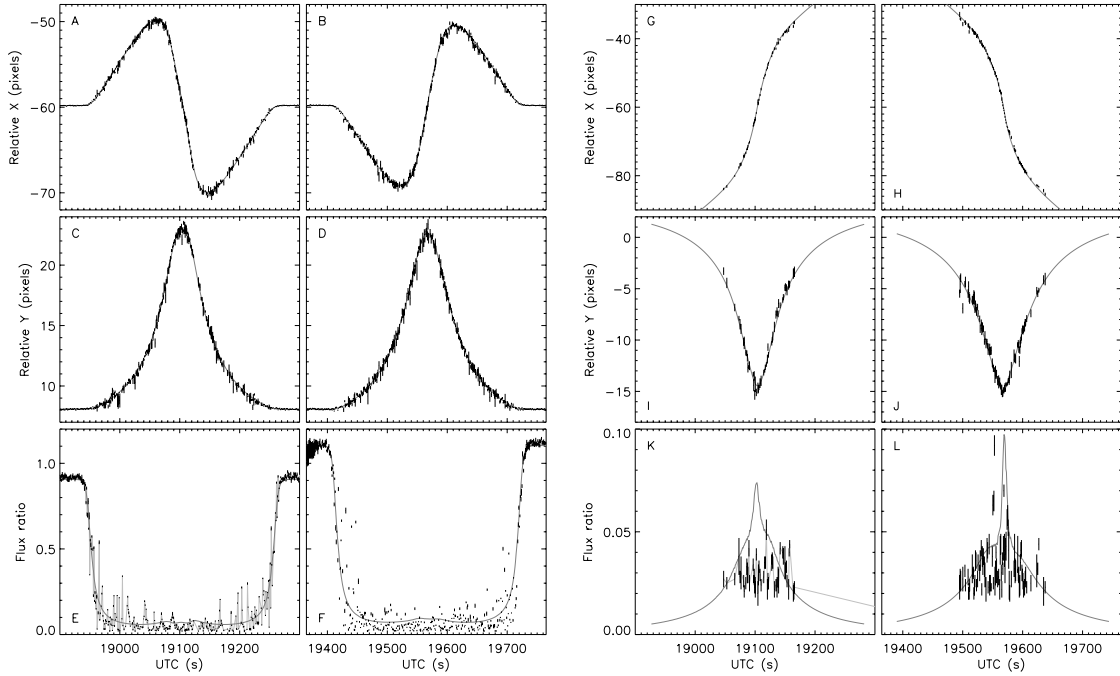 A
B
G
H
Relative X (pixels)
−50
−60
−70
Relative X (pixels)
−40
−60
−80
C
D
I
J
Relative Y (pixels)
20
15
10
Relative Y (pixels)
0
−5
−10
−15
E
F
K
L
Flux ratio
1.0
0.5
0.0
Flux ratio
0.10
0.05
0.00
19000 19100 19200
19400 19500 19600 19700
19000 19100 19200
19400 19500 19600 19700
UTC (s)
UTC (s)
UTC (s)
UTC (s)